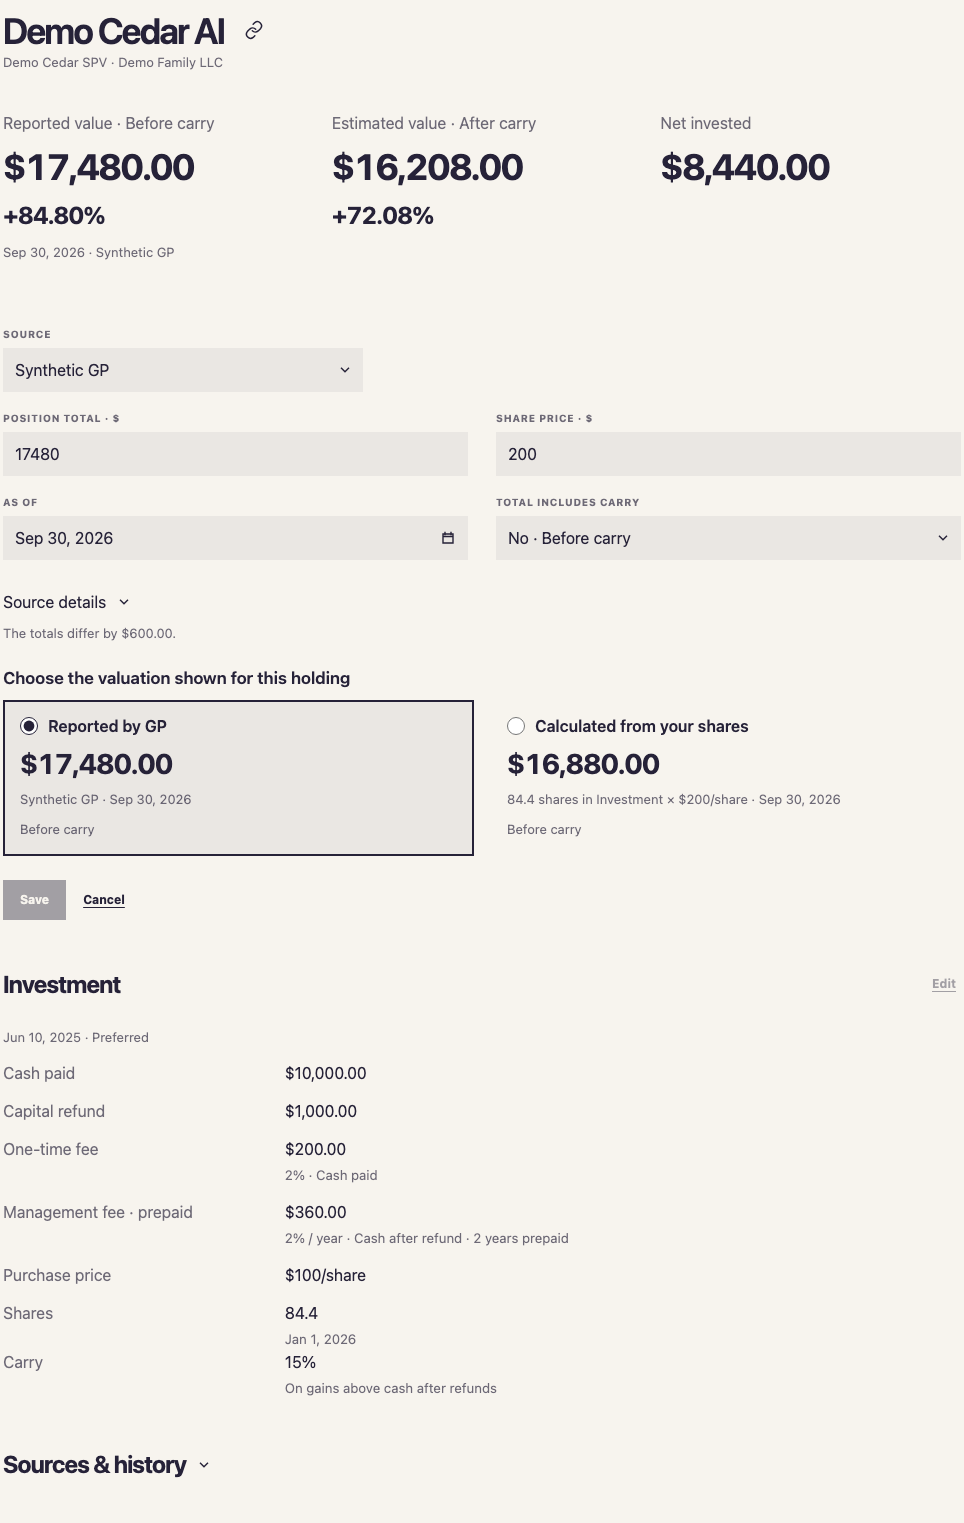 Demo Cedar AI
Demo Cedar SPV · Demo Family LLC
Reported value · Before carry
$17,480.00
+84.80%
Sep 30, 2026 · Synthetic GP
Estimated value · After carry
$16,208.00
+72.08%
Net invested
$8,440.00
SOURCE
Synthetic GP
POSITION TOTAL · $
17480
SHARE PRICE · $
200
AS OF
Sep 30, 2026
TOTAL INCLUDES CARRY
No · Before carry
Source details
The totals differ by $600.00.
Choose the valuation shown for this holding
Reported by GP
$17,480.00
Synthetic GP · Sep 30, 2026
Before carry
Calculated from your shares
$16,880.00
84.4 shares in Investment × $200/share · Sep 30, 2026
Before carry
Save
Cancel
Investment
Edit
Jun 10, 2025 · Preferred
Cash paid
$10,000.00
Capital refund
$1,000.00
One-time fee
$200.00
2% · Cash paid
Management fee · prepaid
$360.00
2% / year · Cash after refund · 2 years prepaid
Purchase price
$100/share
Shares
84.4
Jan 1, 2026
Carry
15%
On gains above cash after refunds
Sources & history